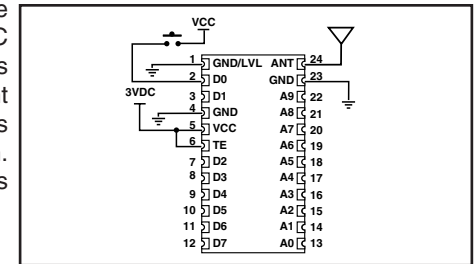 e
C
s
nt
s
.
s
VCC
3VDC
1 GND/LVL ANT 24
2 D0 GND 23
3 D1 A9 22
4 GND A8 21
5 VCC A7 20
6 TE A6 19
7 D2 A5 18
8 D3 A4 17
9 D4 A3 16
10 D5 A2 15
11 D6 A1 14
12 D7 A0 13